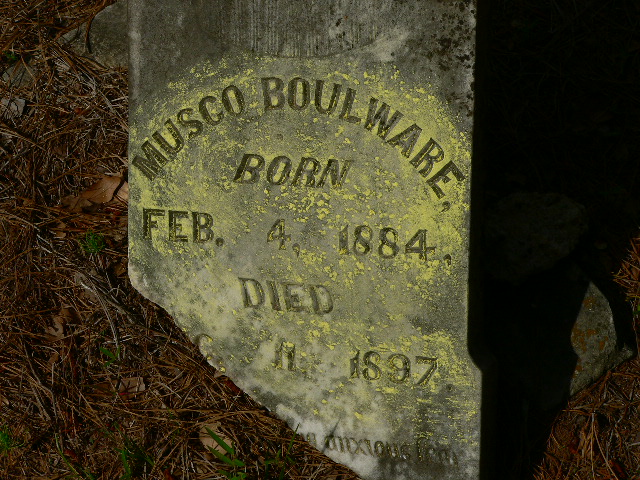 MUSCO BOULWARE,
BORN
FEB. 4, 1884.
DIED
C. 11. 1897.